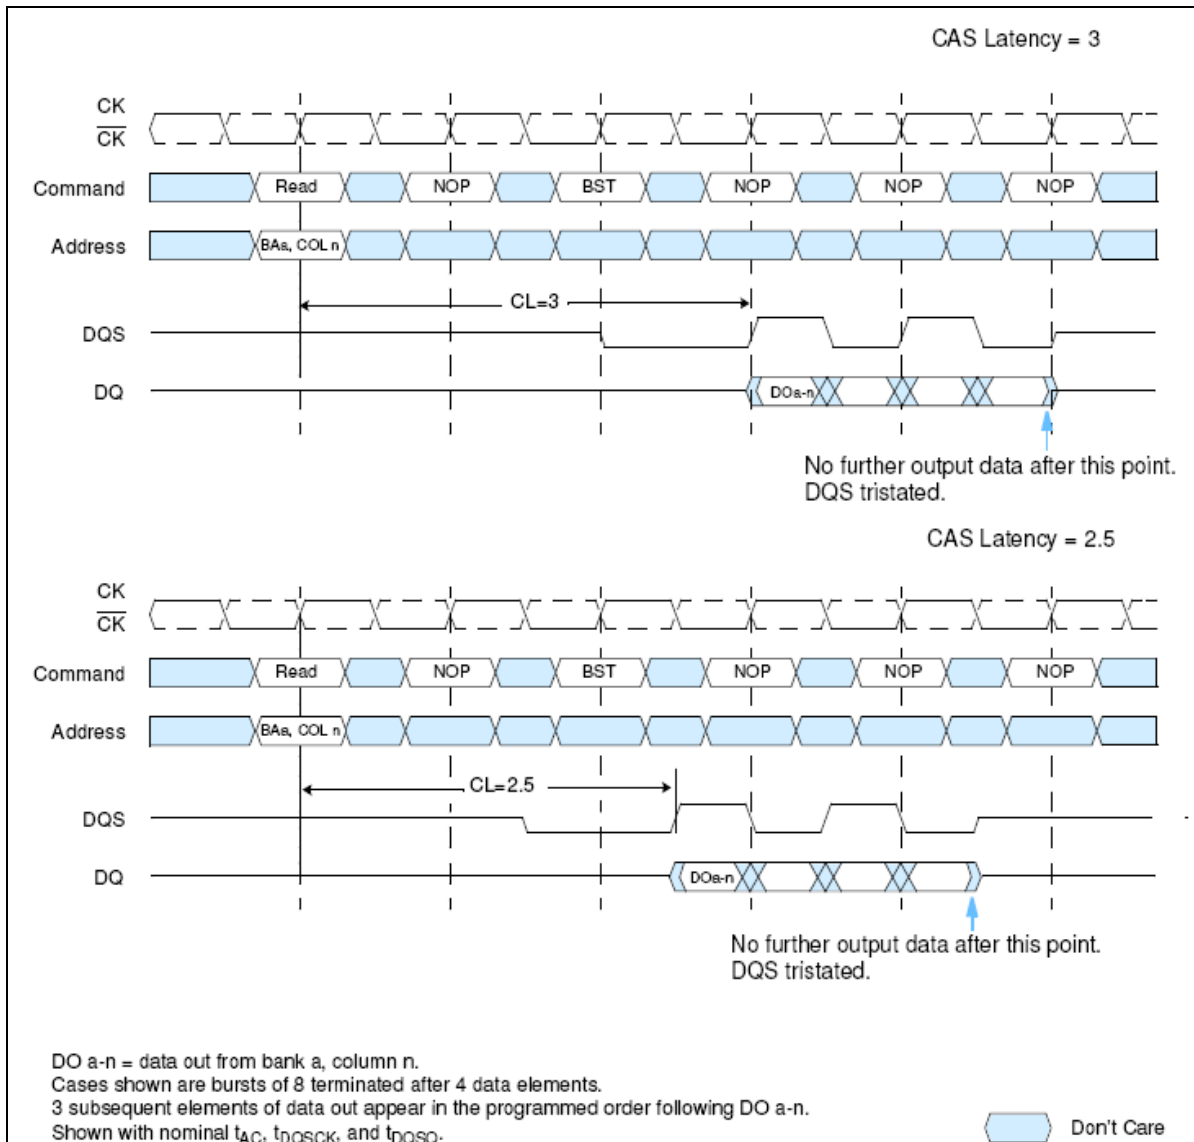 CAS Latency = 3
CK
CK
Command
Read
NOP
BST
NOP
NOP
NOP
Address
BAa, COL n
CL=3
DQS
DQ
DOa-n
No further output data after this point.
DQS tristated.
CAS Latency = 2.5
CK
CK
Command
Read
NOP
BST
NOP
NOP
NOP
Address
BAa, COL n
CL=2.5
DQS
DQ
DOa-n
No further output data after this point.
DQS tristated.
DO a-n = data out from bank a, column n.
Cases shown are bursts of 8 terminated after 4 data elements.
3 subsequent elements of data out appear in the programmed order following DO a-n.
Shown with nominal tAC, tDQSCK, and tDQSQ.
Don't Care